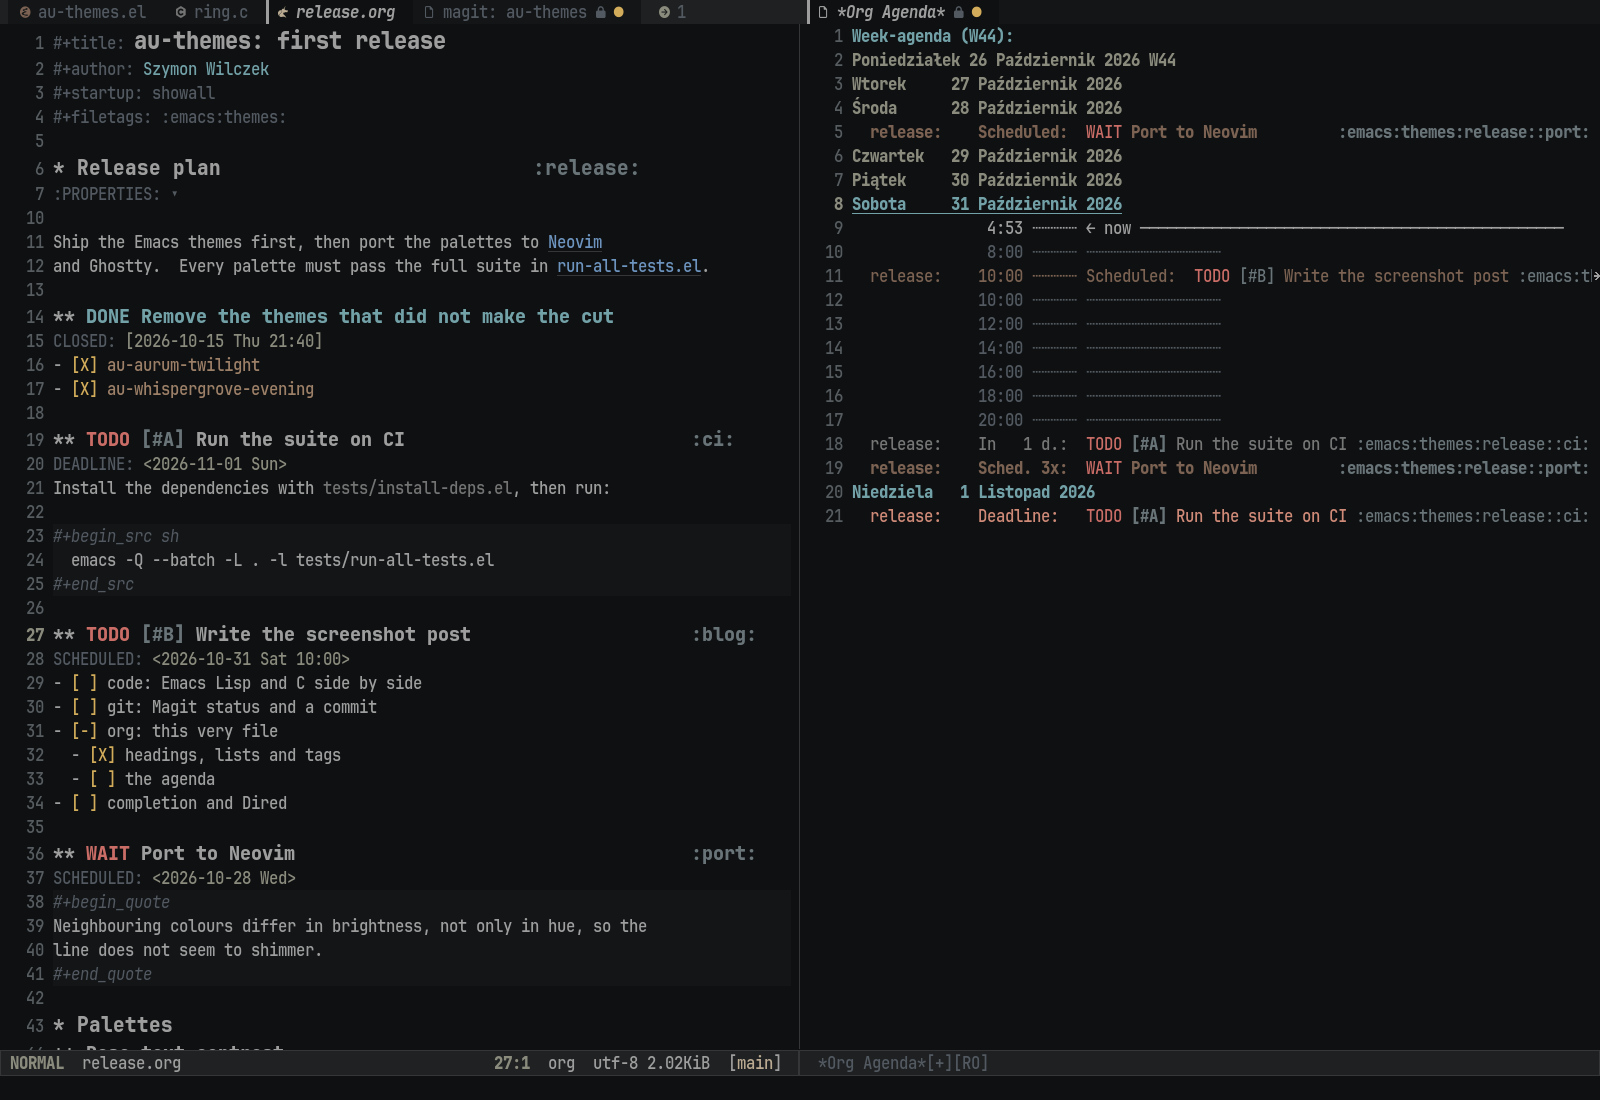 au-themes.el ring.c release.org magit: au-themes 1
1 #+title: au-themes: first release
2 #+author: Szymon Wilczek
3 #+startup: showall
4 #+filetags: :emacs:themes:
5
6 * Release plan :release:
7 :PROPERTIES: ▾
10
11 Ship the Emacs themes first, then port the palettes to Neovim
12 and Ghostty.  Every palette must pass the full suite in run-all-tests.el.
13
14 ** DONE Remove the themes that did not make the cut
15 CLOSED: [2026-10-15 Thu 21:40]
16 - [X] au-aurum-twilight
17 - [X] au-whispergrove-evening
18
19 ** TODO [#A] Run the suite on CI :ci:
20 DEADLINE: <2026-11-01 Sun>
21 Install the dependencies with tests/install-deps.el, then run:
22
23 #+begin_src sh
24   emacs -Q --batch -L . -l tests/run-all-tests.el
25 #+end_src
26
27 ** TODO [#B] Write the screenshot post :blog:
28 SCHEDULED: <2026-10-31 Sat 10:00>
29 - [ ] code: Emacs Lisp and C side by side
30 - [ ] git: Magit status and a commit
31 - [-] org: this very file
32   - [X] headings, lists and tags
33   - [ ] the agenda
34 - [ ] completion and Dired
35
36 ** WAIT Port to Neovim :port:
37 SCHEDULED: <2026-10-28 Wed>
38 #+begin_quote
39 Neighbouring colours differ in brightness, not only in hue, so the
40 line does not seem to shimmer.
41 #+end_quote
42
43 * Palettes
NORMAL release.org 27:1 org utf-8 2.02KiB [main]
*Org Agenda*
1 Week-agenda (W44):
2 Poniedziałek 26 Październik 2026 W44
3 Wtorek     27 Październik 2026
4 Środa      28 Październik 2026
5   release:    Scheduled:  WAIT Port to Neovim :emacs:themes:release::port:
6 Czwartek   29 Październik 2026
7 Piątek     30 Październik 2026
8 Sobota     31 Październik 2026
9 4:53 ┄┄┄┄┄ ← now ───────────────────────────────────────────────
10 8:00 ┄┄┄┄┄ ┄┄┄┄┄┄┄┄┄┄┄┄┄┄┄
11   release:    10:00 ┄┄┄┄┄ Scheduled:  TODO [#B] Write the screenshot post :emacs:t
12 10:00 ┄┄┄┄┄ ┄┄┄┄┄┄┄┄┄┄┄┄┄┄┄
13 12:00 ┄┄┄┄┄ ┄┄┄┄┄┄┄┄┄┄┄┄┄┄┄
14 14:00 ┄┄┄┄┄ ┄┄┄┄┄┄┄┄┄┄┄┄┄┄┄
15 16:00 ┄┄┄┄┄ ┄┄┄┄┄┄┄┄┄┄┄┄┄┄┄
16 18:00 ┄┄┄┄┄ ┄┄┄┄┄┄┄┄┄┄┄┄┄┄┄
17 20:00 ┄┄┄┄┄ ┄┄┄┄┄┄┄┄┄┄┄┄┄┄┄
18   release:    In   1 d.:  TODO [#A] Run the suite on CI :emacs:themes:release::ci:
19   release:    Sched. 3x:  WAIT Port to Neovim :emacs:themes:release::port:
20 Niedziela   1 Listopad 2026
21   release:    Deadline:   TODO [#A] Run the suite on CI :emacs:themes:release::ci:
*Org Agenda*[+][RO]